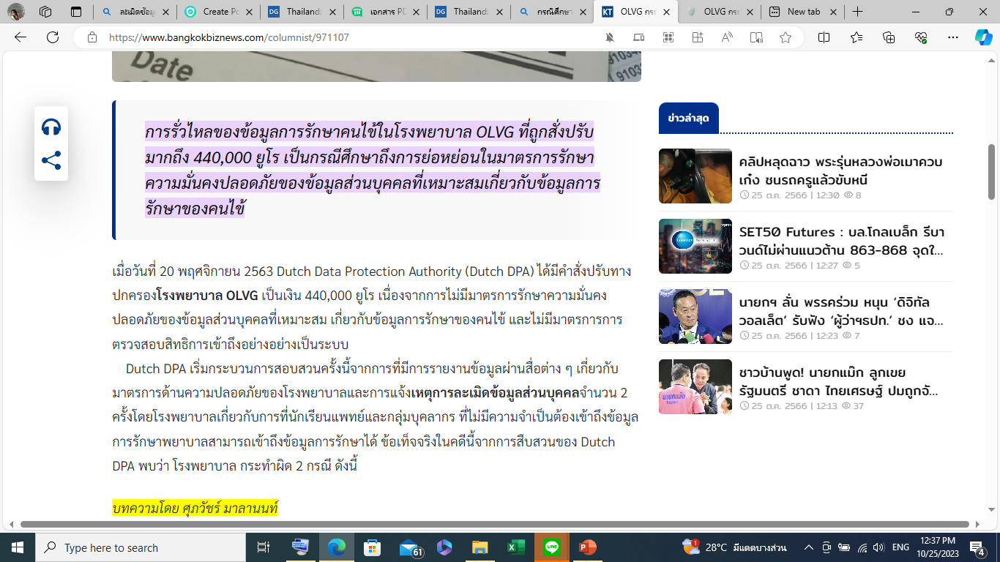 ละเมิดข้อมูล
Create Po
DG Thailand:
เอกสาร PD
DG Thailand:
กรณีศึกษา
KT OLVG กรถ
OLVG กรถ
New tab
https://www.bangkokbiznews.com/columnist/971107
Date
910
9103
การรั่วไหลของข้อมูลการรักษาคนไข้ในโรงพยาบาล OLVG ที่ถูกสั่งปรับ
มากถึง 440,000 ยูโร เป็นกรณีศึกษาถึงการย่อหย่อนในมาตรการรักษา
ความมั่นคงปลอดภัยของข้อมูลส่วนบุคคลที่เหมาะสมเกี่ยวกับข้อมูลการ
รักษาของคนไข้
เมื่อวันที่ 20 พฤศจิกายน 2563 Dutch Data Protection Authority (Dutch DPA) ได้มีคำสั่งปรับทาง
ปกครองโรงพยาบาล OLVG เป็นเงิน 440,000 ยูโร เนื่องจากการไม่มีมาตรการรักษาความมั่นคง
ปลอดภัยของข้อมูลส่วนบุคคลที่เหมาะสม เกี่ยวกับข้อมูลการรักษาของคนไข้ และไม่มีมาตรการการ
ตรวจสอบสิทธิการเข้าถึงอย่างอย่างเป็นระบบ
Dutch DPA เริ่มกระบวนการสอบสวนครั้งนี้จากการที่มีการรายงานข้อมูลผ่านสื่อต่าง ๆ เกี่ยวกับ
มาตรการด้านความปลอดภัยของโรงพยาบาลและการแจ้งเหตุการละเมิดข้อมูลส่วนบุคคลจำนวน 2
ครั้งโดยโรงพยาบาลเกี่ยวกับการที่นักเรียนแพทย์และกลุ่มบุคลากร ที่ไม่มีความจำเป็นต้องเข้าถึงข้อมูล
การรักษาพยาบาลสามารถเข้าถึงข้อมูลการรักษาได้ ข้อเท็จจริงในคดีนี้จากการสืบสวนของ Dutch
DPA พบว่า โรงพยาบาล กระทำผิด 2 กรณี ดังนี้
บทความโดย ศุภวัชร์ มาลานนท์
ข่าวล่าสุด
คลิปหลุดฉาว พระรุ่นหลวงพ่อเมาควบ
เก๋ง ชนรถครูแล้วขับหนี
25 ต.ค. 2566 | 12:30 8
SET50 Futures : บล.โกลเบล็ก รีบา
วนด์ไม่ผ่านแนวต้าน 863-868 จุดใ...
25 ต.ค. 2566 | 12:27 5
นายกฯ ลั่น พรรคร่วม หนุน ‘ดิจิทัล
วอลเล็ต’ รับฟัง ‘ผู้ว่าฯธปท.’ ชง แจ...
25 ต.ค. 2566 | 12:23 7
ชาวบ้านพูด! นายกแม๊ก ลูกเขย
รัฐมนตรี ชาดา ไทยเศรษฐ์ ปมถูกจั...
25 ต.ค. 2566 | 12:13 37
Type here to search
61
1
28°C มีแดดบางส่วน
ENG
12:37 PM
10/25/2023
4